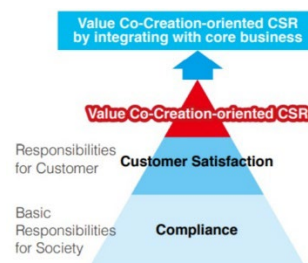 Value Co-Creation-oriented CSR
by integrating with core business
Value Co-Creation-oriented CSR
Responsibilities
for Customer
Customer Satisfaction
Basic
Responsibilities
for Society
Compliance